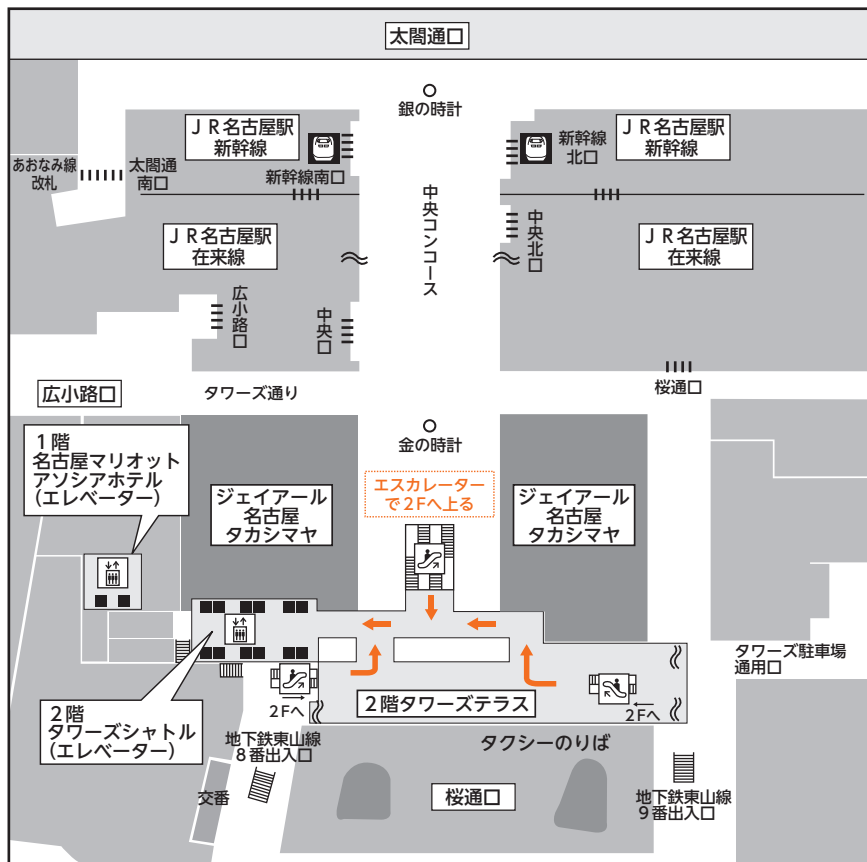 太閤通口
銀の時計
ＪＲ名古屋駅
新幹線
新幹線南口
新幹線
北口
ＪＲ名古屋駅
新幹線
あおなみ線
改札
太閤通
南口
中央コンコース
ＪＲ名古屋駅
在来線
中央北口
ＪＲ名古屋駅
在来線
広小路口
中央口
広小路口
タワーズ通り
桜通口
金の時計
１階
名古屋マリオット
アソシアホテル
（エレベーター）
ジェイアール
名古屋
タカシマヤ
エスカレーター
で２Fへ上る
ジェイアール
名古屋
タカシマヤ
タワーズ駐車場
通用口
２階
タワーズシャトル
（エレベーター）
2Fへ
２階タワーズテラス
2Fへ
地下鉄東山線
８番出入口
タクシーのりば
交番
桜通口
地下鉄東山線
９番出入口